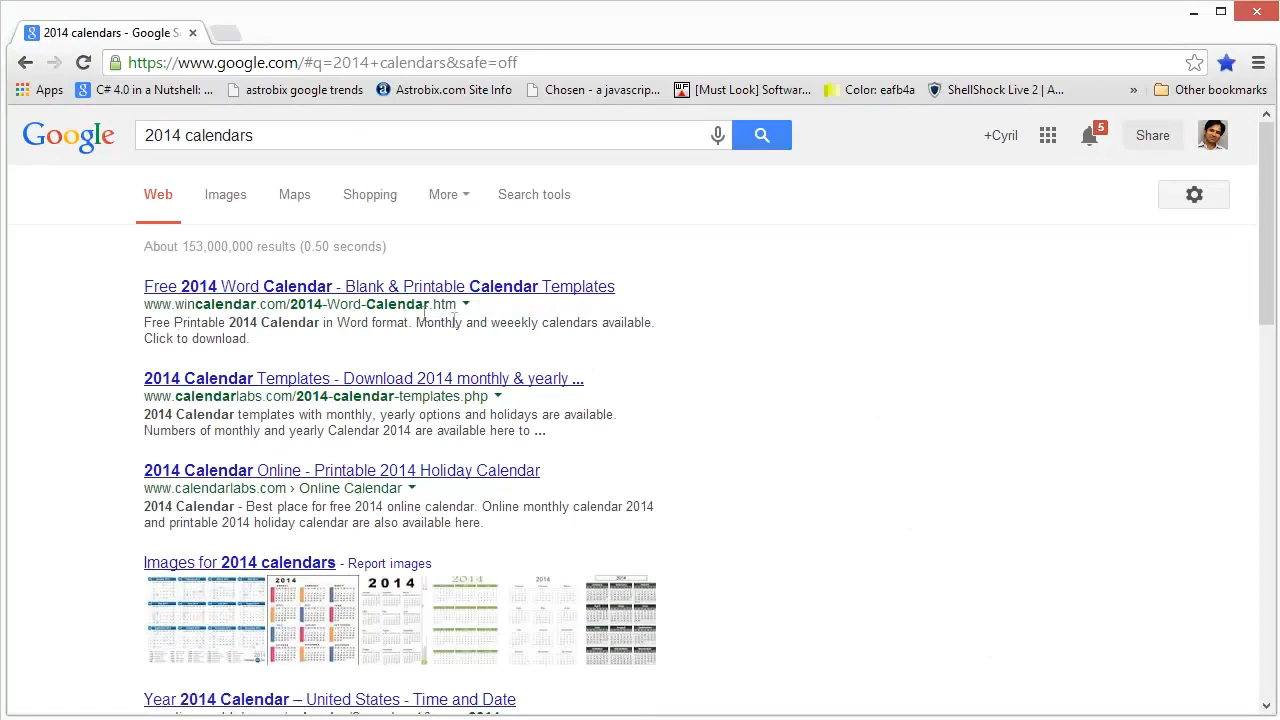 2014 calendars - Google S
https://www.google.com/#q=2014+calendars&safe=off
Apps C# 4.0 in a Nutshell: ... astrobix google trends Astrobix.com Site Info Chosen - a javascrip... [Must Look] Softwar... Color: eafb4a ShellShock Live 2 | A... » Other bookmarks
Google 2014 calendars +Cyril 5 Share
Web Images Maps Shopping More Search tools
About 153,000,000 results (0.50 seconds)
Free 2014 Word Calendar - Blank & Printable Calendar Templates
www.wincalendar.com/2014-Word-Calendar.htm
Free Printable 2014 Calendar in Word format. Monthly and weeekly calendars available.
Click to download.
2014 Calendar Templates - Download 2014 monthly & yearly ...
www.calendarlabs.com/2014-calendar-templates.php
2014 Calendar templates with monthly, yearly options and holidays are available.
Numbers of monthly and yearly Calendar 2014 are available here to ...
2014 Calendar Online - Printable 2014 Holiday Calendar
www.calendarlabs.com › Online Calendar
2014 Calendar - Best place for free 2014 online calendar. Online monthly calendar 2014
and printable 2014 holiday calendar are also available here.
Images for 2014 calendars - Report images
2014 2014 2014 2014 2014
Year 2014 Calendar – United States - Time and Date